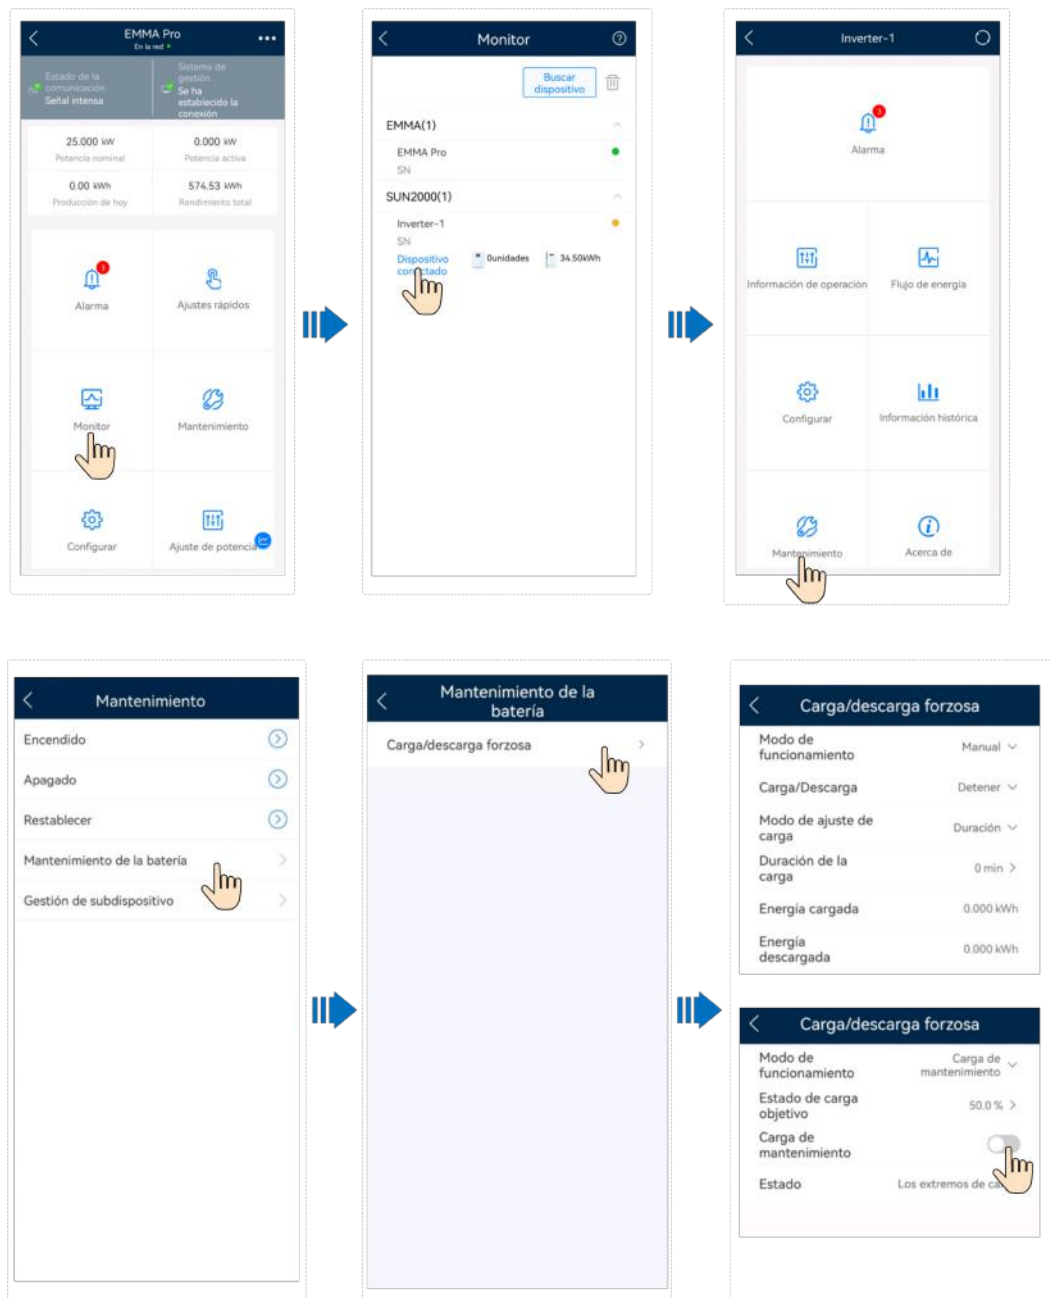 EMMA Pro
En la red
Estado de la
comunicación
Señal intensa
Sistema de
gestión
Se ha
establecido la
conexión
25.000 kW
Potencia nominal
0.000 kW
Potencia activa
0.00 kWh
Producción de hoy
574.53 kWh
Rendimiento total
3
Alarma
Ajustes rápidos
Monitor
Mantenimiento
Configurar
Ajuste de potencia
Monitor
Buscar
dispositivo
EMMA(1)
EMMA Pro
SN
SUN2000(1)
Inverter-1
SN
Dispositivo
conectado
0unidades
34.50kWh
Inverter-1
3
Alarma
Información de operación
Flujo de energía
Configurar
Información histórica
Mantenimiento
Acerca de
Mantenimiento
Encendido
Apagado
Restablecer
Mantenimiento de la batería
Gestión de subdispositivo
Mantenimiento de la
batería
Carga/descarga forzosa
Carga/descarga forzosa
Modo de
funcionamiento
Manual
Carga/Descarga
Detener
Modo de ajuste de
carga
Duración
Duración de la
carga
0 min
Energía cargada
0.000 kWh
Energía
descargada
0.000 kWh
Carga/descarga forzosa
Modo de
funcionamiento
Carga de
mantenimiento
Estado de carga
objetivo
50.0 %
Carga de
mantenimiento
Estado
Los extremos de